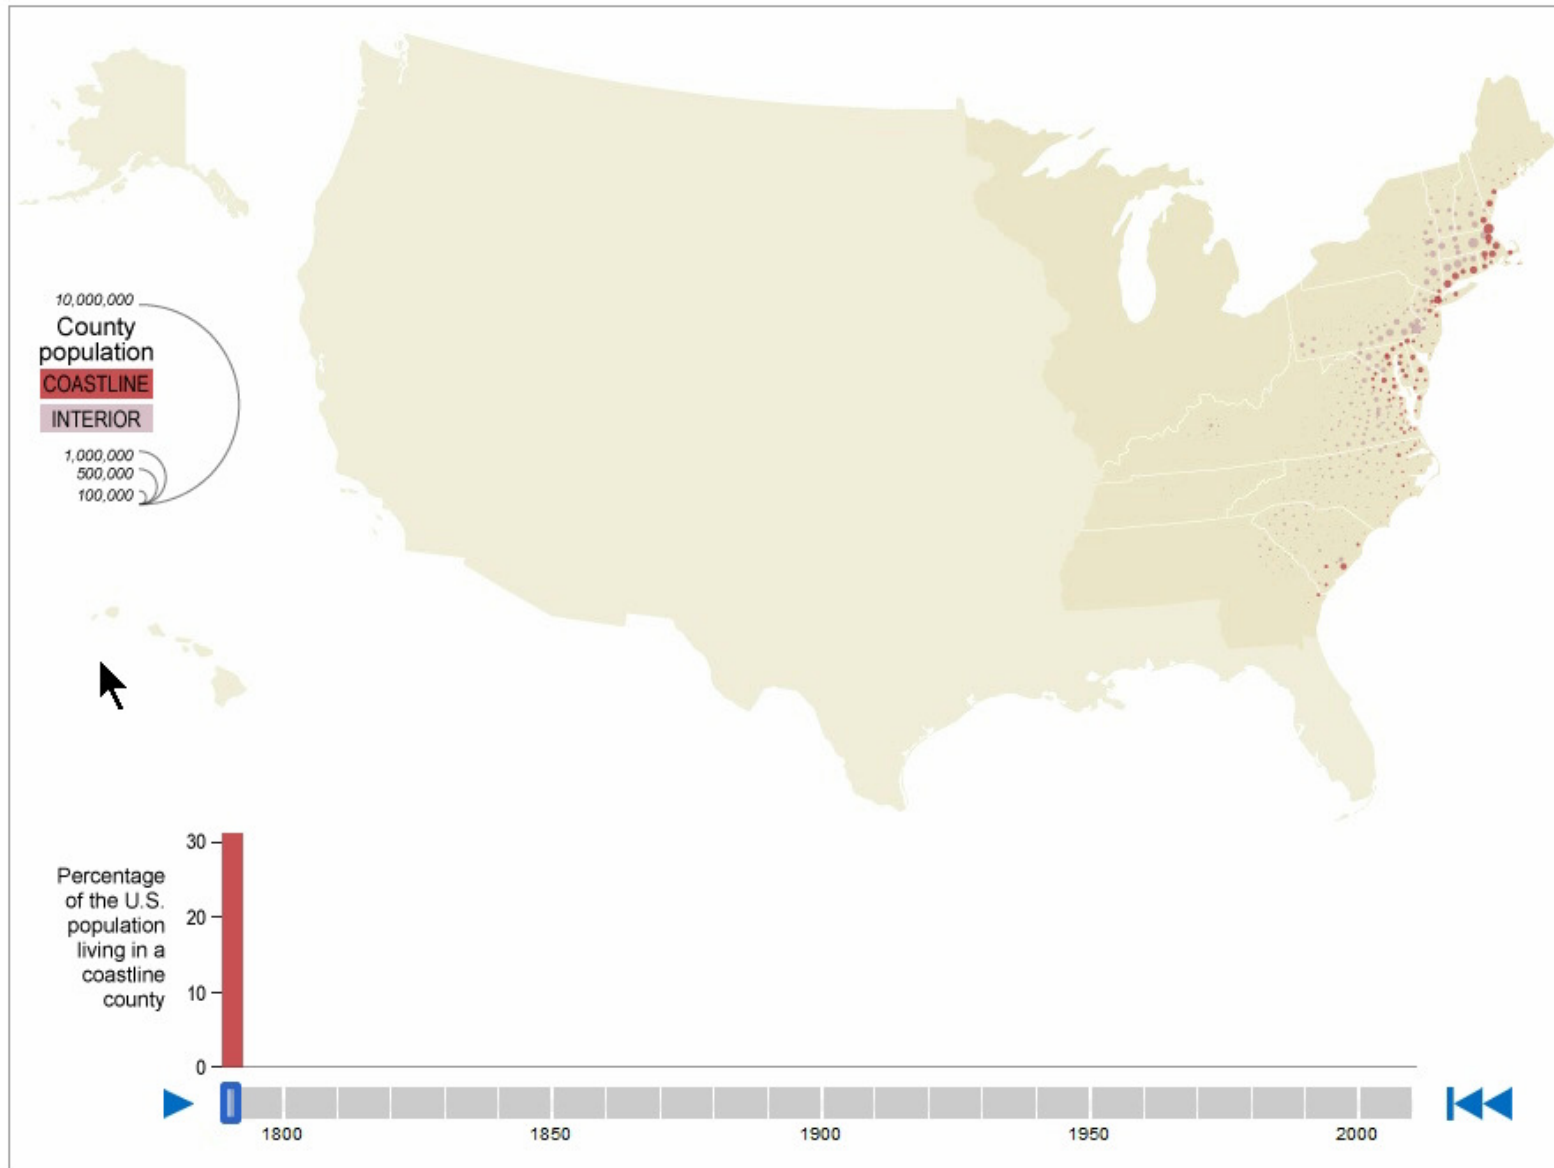 10,000,000
County
population
COASTLINE
INTERIOR
1,000,000
500,000
100,000
30
Percentage
of the U.S.
20
population
living in a
coastline
10
county
0
1800
1850
1900
1950
2000